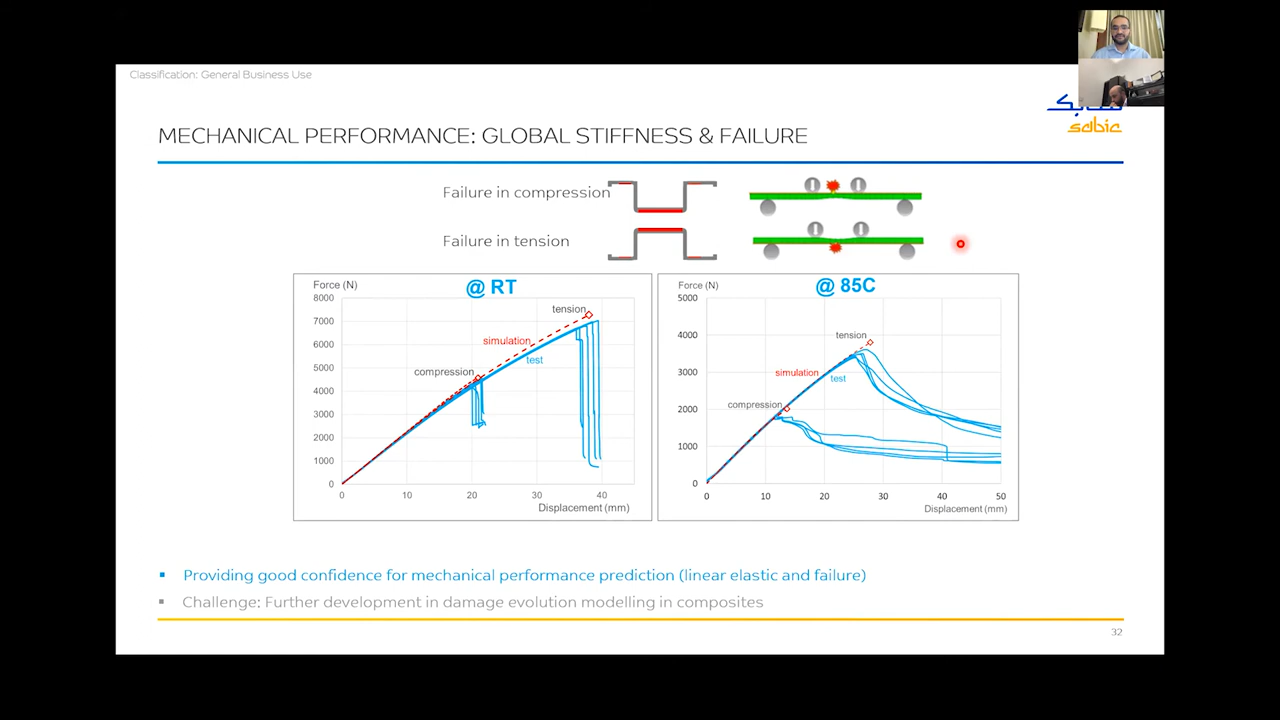 Classification: General Business Use
سابك
sabic
MECHANICAL PERFORMANCE: GLOBAL STIFFNESS & FAILURE
Failure in compression
Failure in tension
Force (N)
@ RT
8000
7000
6000
5000
4000
3000
2000
1000
0
0 10 20 30 40
Displacement (mm)
tension
simulation
test
compression
Force (N)
@ 85C
5000
4000
3000
2000
1000
0
0 10 20 30 40 50
Displacement (mm)
tension
simulation
test
compression
▪ Providing good confidence for mechanical performance prediction (linear elastic and failure)
▪ Challenge: Further development in damage evolution modelling in composites
32